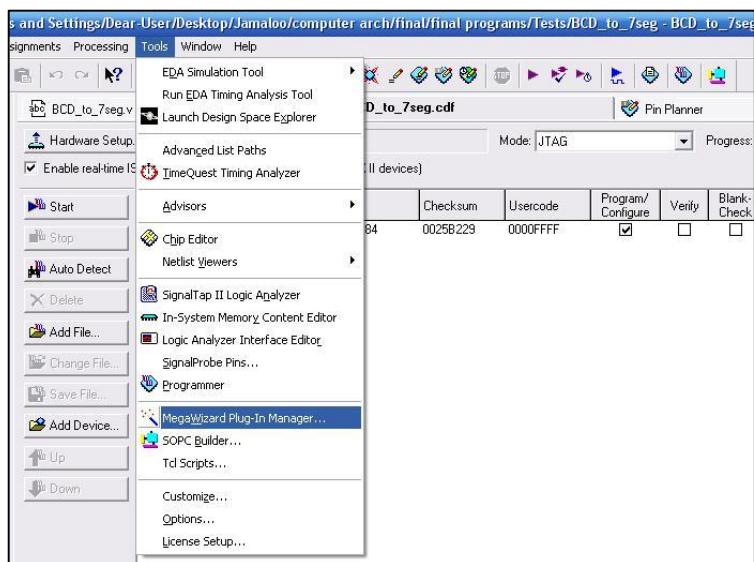 s and Settings/Dear-User/Desktop/Jamaloo/computer arch/final/final programs/Tests/BCD_to_7seg - BCD_to_7seg
signments Processing Tools Window Help
abc BCD_to_7seg.v
D_to_7seg.cdf
Pin Planner
Hardware Setup.
Mode: JTAG
Progress:
Enable real-time IS
II devices)
Start
Stop
Auto Detect
Delete
Add File...
Change File...
Save File...
Add Device...
Up
Down
EDA Simulation Tool
Run EDA Timing Analysis Tool
Launch Design Space Explorer
Advanced List Paths
TimeQuest Timing Analyzer
Advisors
Chip Editor
Netlist Viewers
SignalTap II Logic Analyzer
In-System Memory Content Editor
Logic Analyzer Interface Editor
SignalProbe Pins...
Programmer
MegaWizard Plug-In Manager...
SOPC Builder...
Tcl Scripts...
Customize...
Options...
License Setup...
Checksum Usercode Program/ Configure Verify Blank- Check
84 0025B229 0000FFFF
STOP